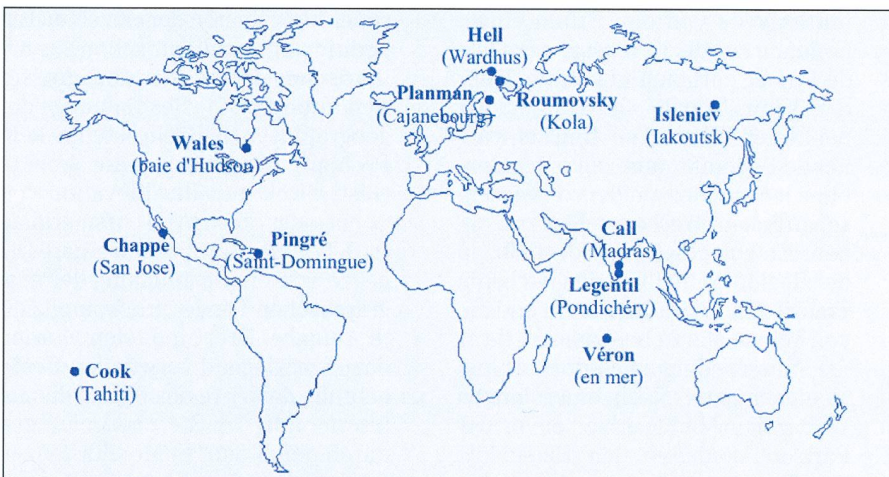 Hell
(Wardhus)
Planman
(Cajanebourg)
Roumovsky
(Kola)
Isleniev
(Iakoutsk)
Wales
(baie d'Hudson)
Chappe
(San Jose)
Pingré
(Saint-Domingue)
Call
(Madras)
Legentil
(Pondichéry)
Véron
(en mer)
Cook
(Tahiti)